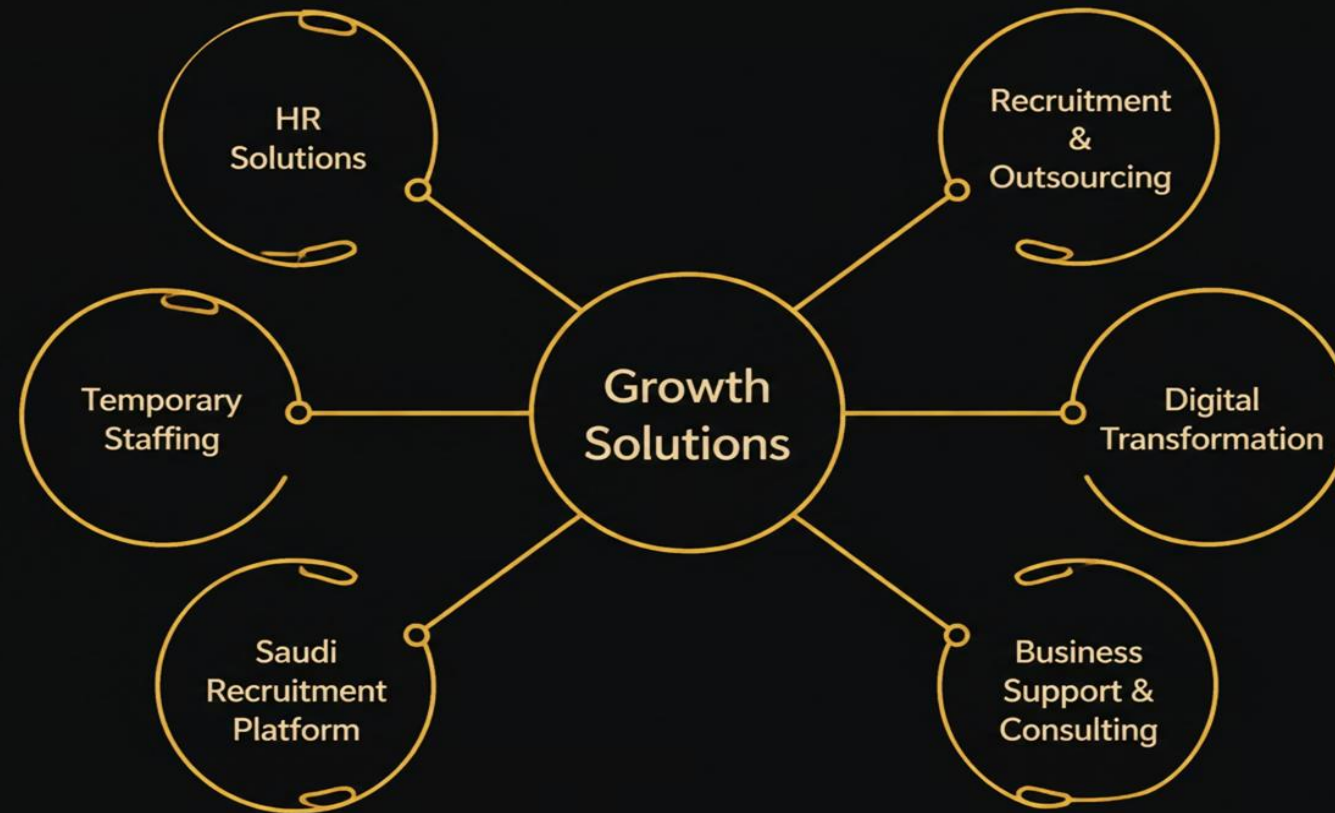 HR
Solutions
Recruitment
&
Outsourcing
Temporary
Staffing
Growth
Solutions
Digital
Transformation
Saudi
Recruitment
Platform
Business
Support &
Consulting